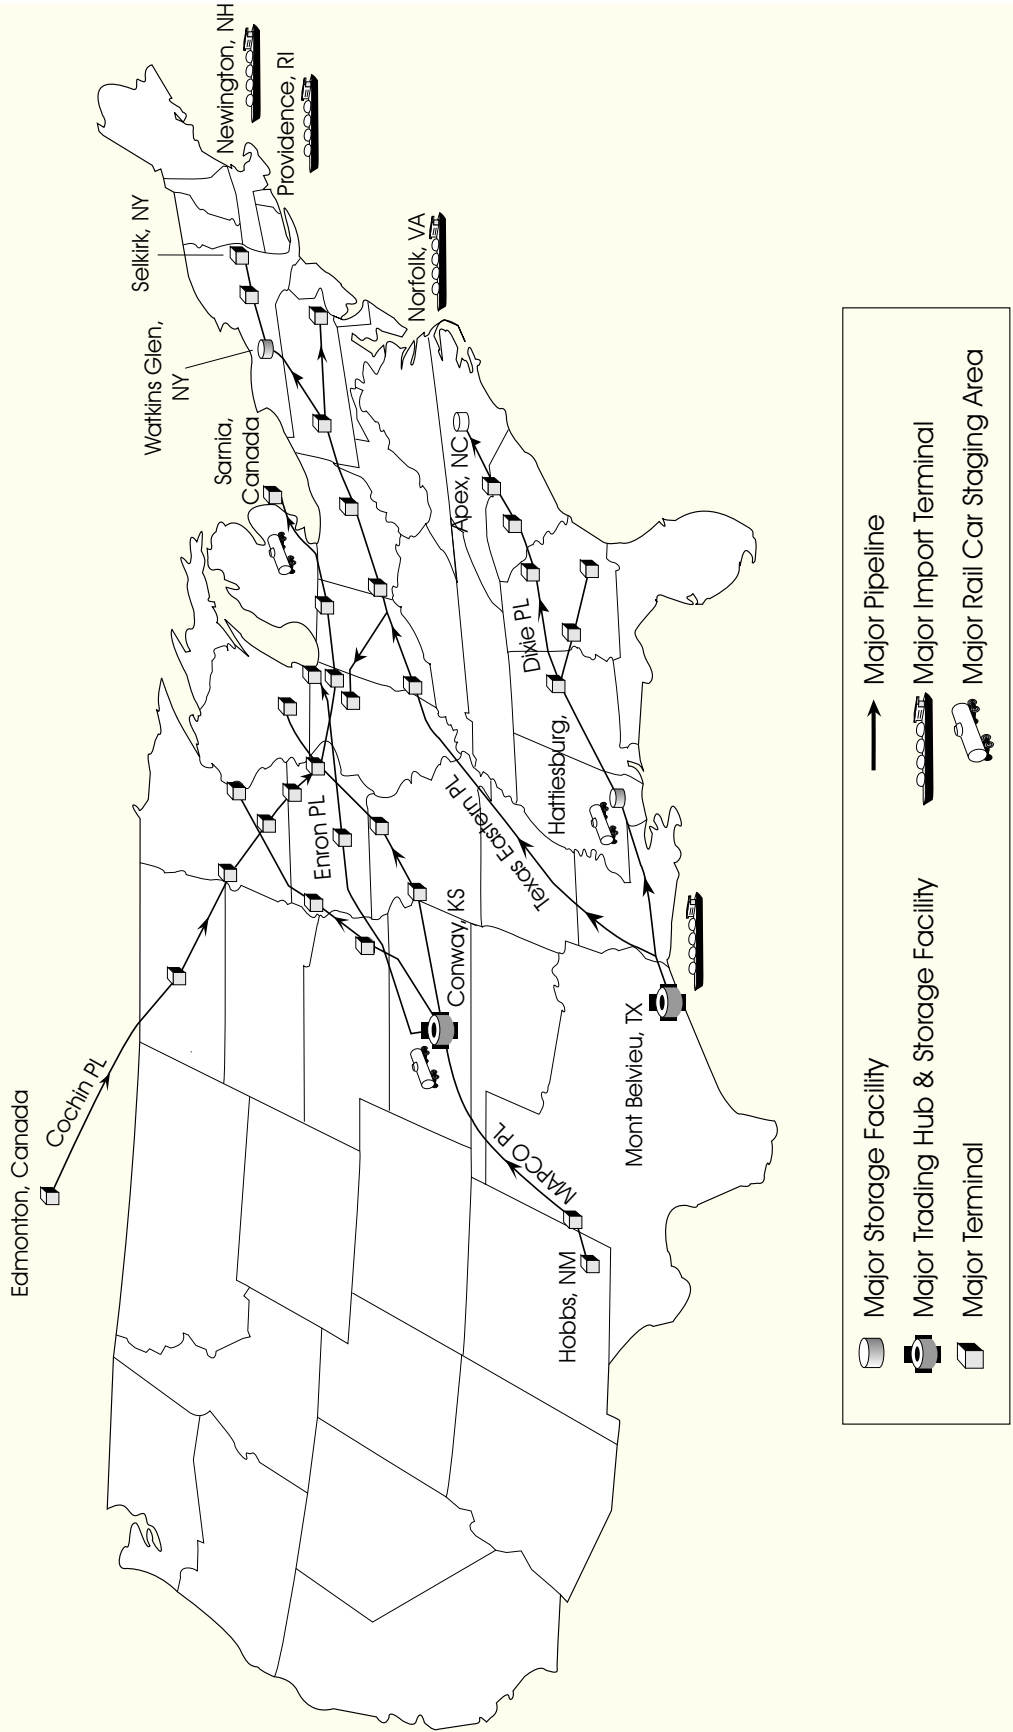 Edmonton, Canada
Cochin PL
Selkirk, NY
Watkins Glen,
NY
Sarnia,
Canada
Newington, NH
Providence, RI
Norfolk, VA
Enron PL
Conway, KS
Texas Eastern PL
Apex, NC
Dixie PL
Hattiesburg,
MAPCO PL
Hobbs, NM
Mont Belvieu, TX
Major Storage Facility
Major Trading Hub & Storage Facility
Major Terminal
Major Pipeline
Major Import Terminal
Major Rail Car Staging Area